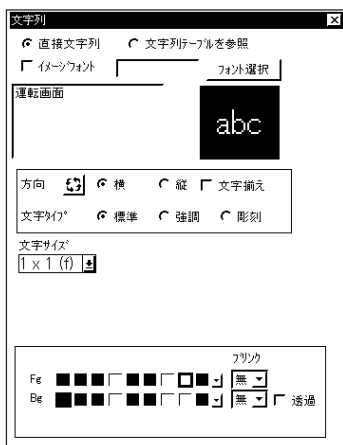 文字列
直接文字列 文字列テーブルを参照
イメージフォント フォント選択
運転画面
abc
方向 横 縦 文字揃え
文字タイプ 標準 強調 彫刻
文字サイズ
1 x 1 (f)
ブリンク
Fg 無
Bg 無 透過